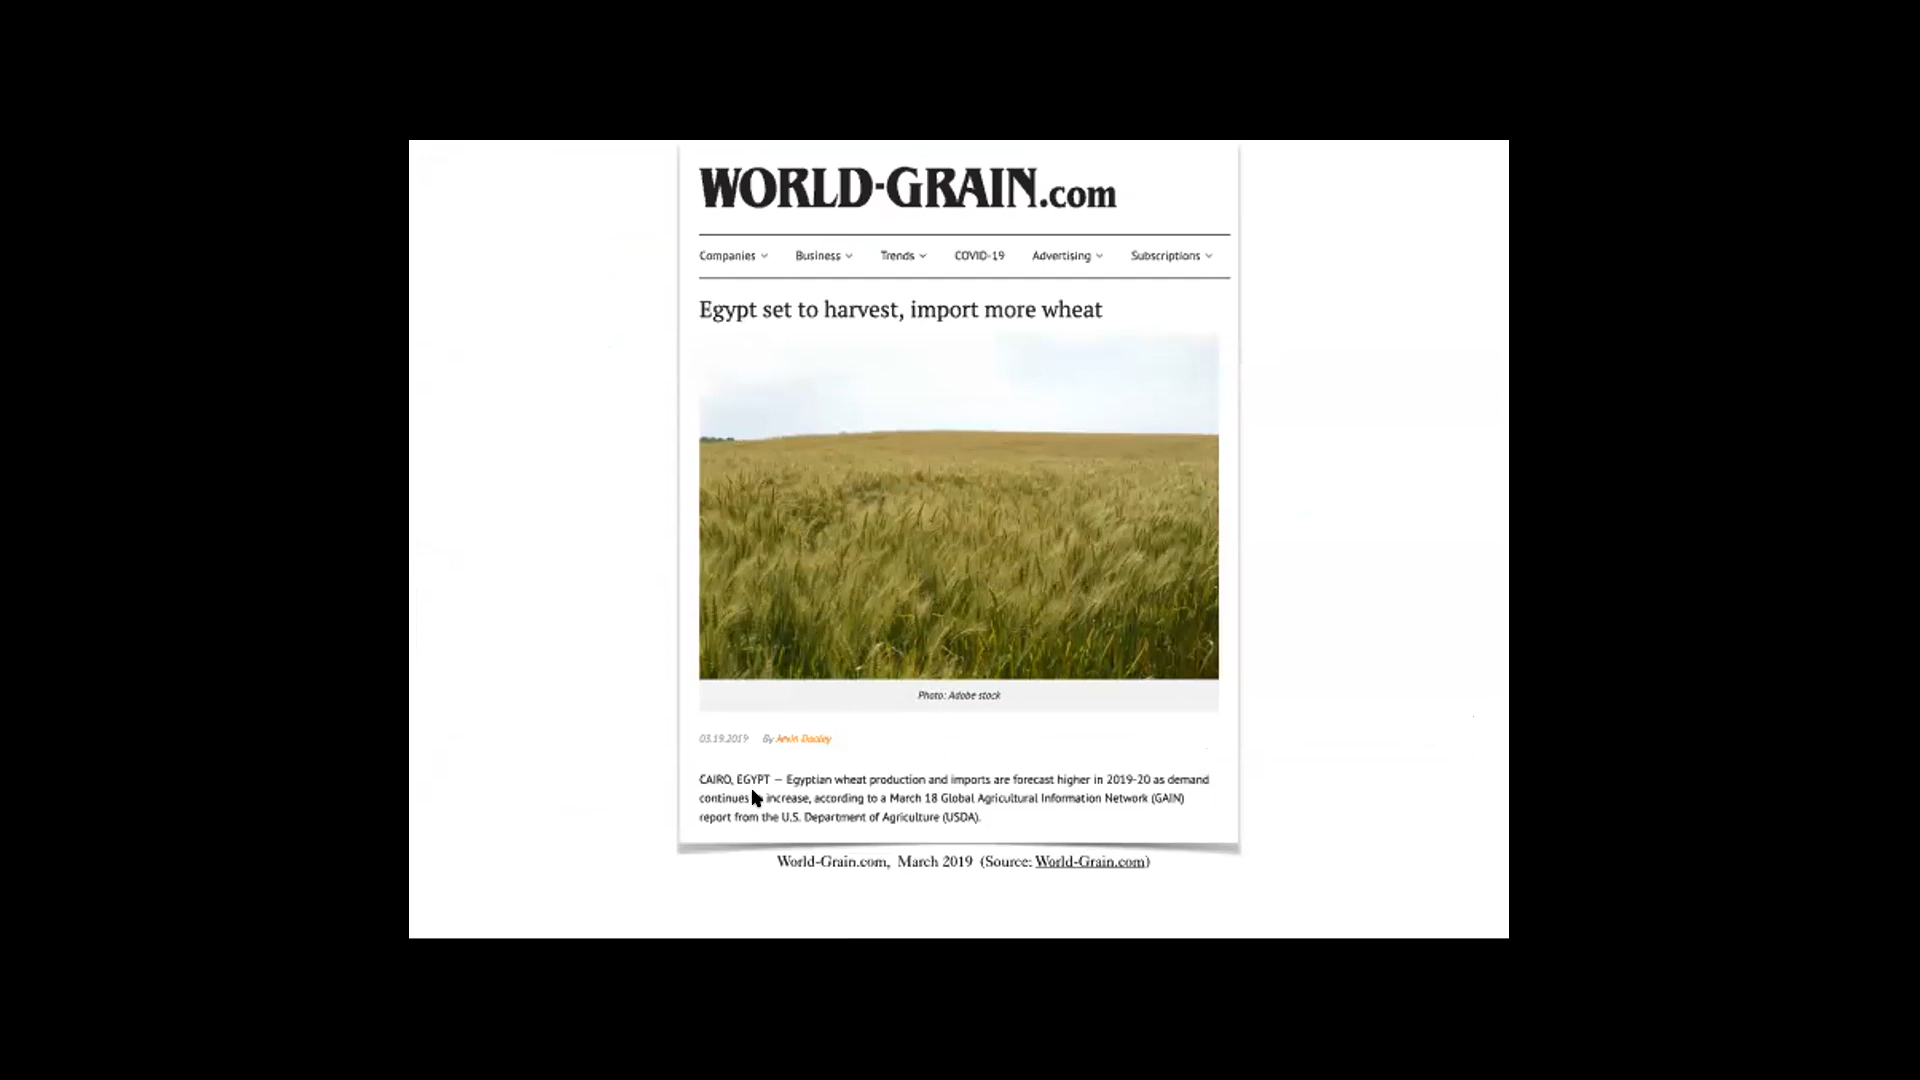 WORLD-GRAIN.com
Companies Business Trends COVID-19 Advertising Subscriptions
Egypt set to harvest, import more wheat
Photo: Adobe stock
03.19.2019 By Arvin Donley
CAIRO, EGYPT — Egyptian wheat production and imports are forecast higher in 2019-20 as demand
continues increase, according to a March 18 Global Agricultural Information Network (GAIN)
report from the U.S. Department of Agriculture (USDA).
World-Grain.com, March 2019 (Source: World-Grain.com)